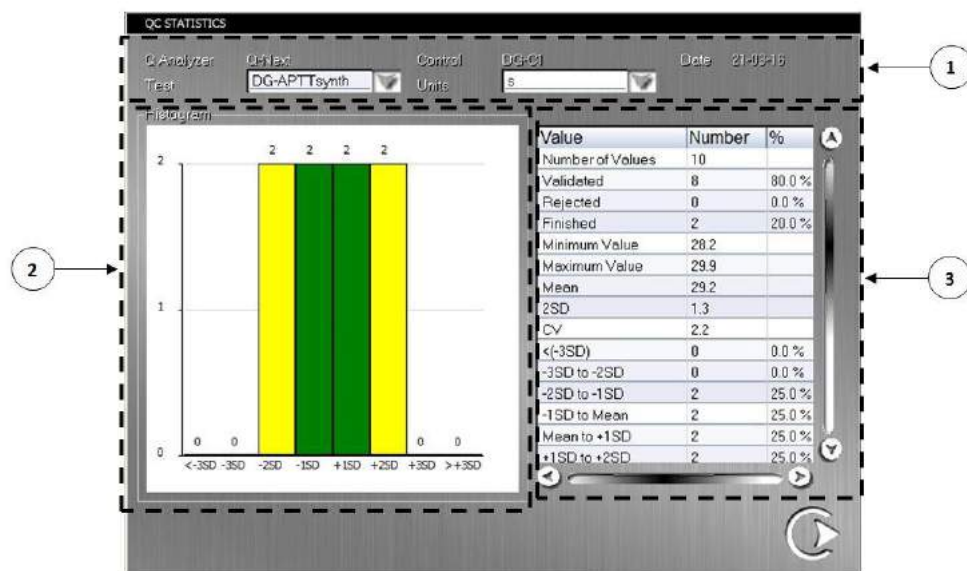 QC STATISTICS
Q Analyzer Q-Next Control DG-C1 Date 21-03-16
Test DG-APTTsynth Units s
1
Histogram
2 2 2 2
2
1
0
0 0 0 0
<-3SD -3SD -2SD -1SD +1SD +2SD +3SD >+3SD
2
Value Number %
Number of Values 10
Validated 8 80.0 %
Rejected 0 0.0 %
Finished 2 20.0 %
Minimum Value 28.2
Maximum Value 29.9
Mean 29.2
2SD 1.3
CV 2.2
<(-3SD) 0 0.0 %
-3SD to -2SD 0 0.0 %
-2SD to -1SD 2 25.0 %
-1SD to Mean 2 25.0 %
Mean to +1SD 2 25.0 %
+1SD to +2SD 2 25.0 %
3